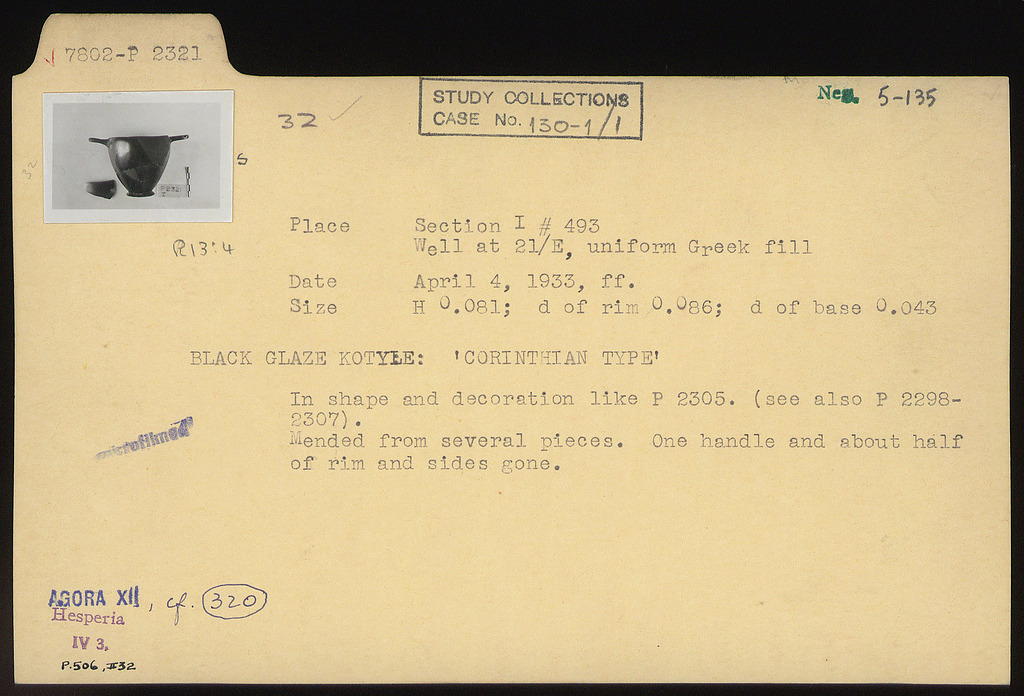 7802-P 2321
STUDY COLLECTIONS
CASE No. 130-1/1
Neg. 5-135
32
32
S
R13:4
Place Section I # 493
Well at 21/E, uniform Greek fill
Date April 4, 1933, ff.
Size H 0.081; d of rim 0.086; d of base 0.043
BLACK GLAZE KOTYLE: 'CORINTHIAN TYPE'
In shape and decoration like P 2305. (see also P 2298-
2307).
Mended from several pieces. One handle and about half
of rim and sides gone.
microfilmed
AGORA XII, cf. 320
Hesperia
IV 3.
P.506, #32